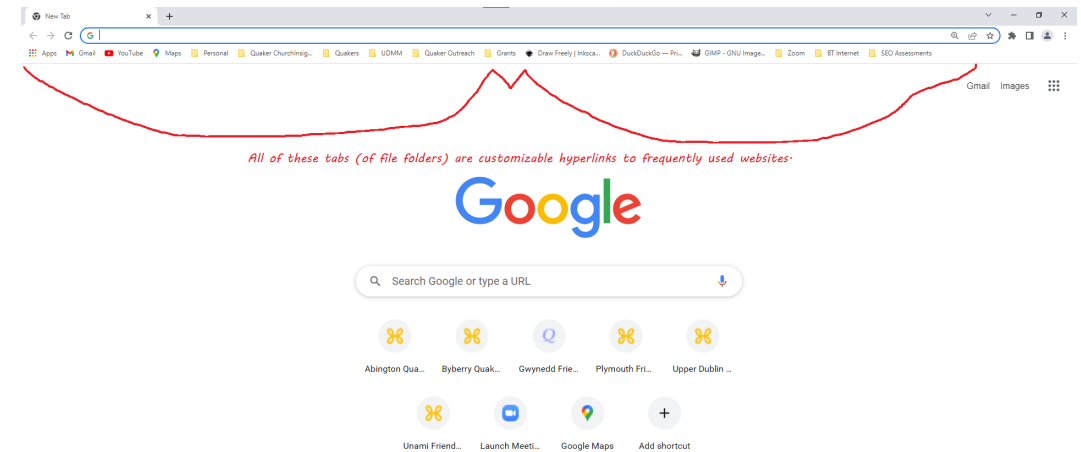 New Tab
Apps Gmail YouTube Maps Personal Quaker ChurchInsig... Quakers UDMM Quaker Outreach Grants Draw Freely | Inksca... DuckDuckGo — Pri... GIMP - GNU Image... Zoom BT Internet SEO Assessments
Gmail Images
All of these tabs (of file folders) are customizable hyperlinks to frequently used websites.
Google
Search Google or type a URL
Abington Qua... Byberry Quak... Gwynedd Frie... Plymouth Fri... Upper Dublin ...
Unami Friend... Launch Meeti... Google Maps Add shortcut